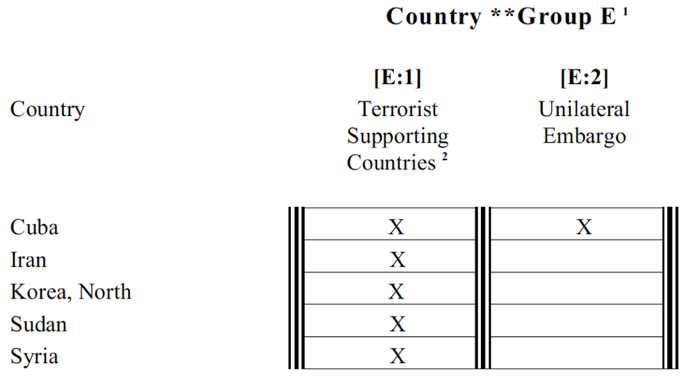 Country **Group E ¹
[E:1] [E:2]
Country Terrorist Unilateral
Supporting Embargo
Countries ²
Cuba X X
Iran X
Korea, North X
Sudan X
Syria X